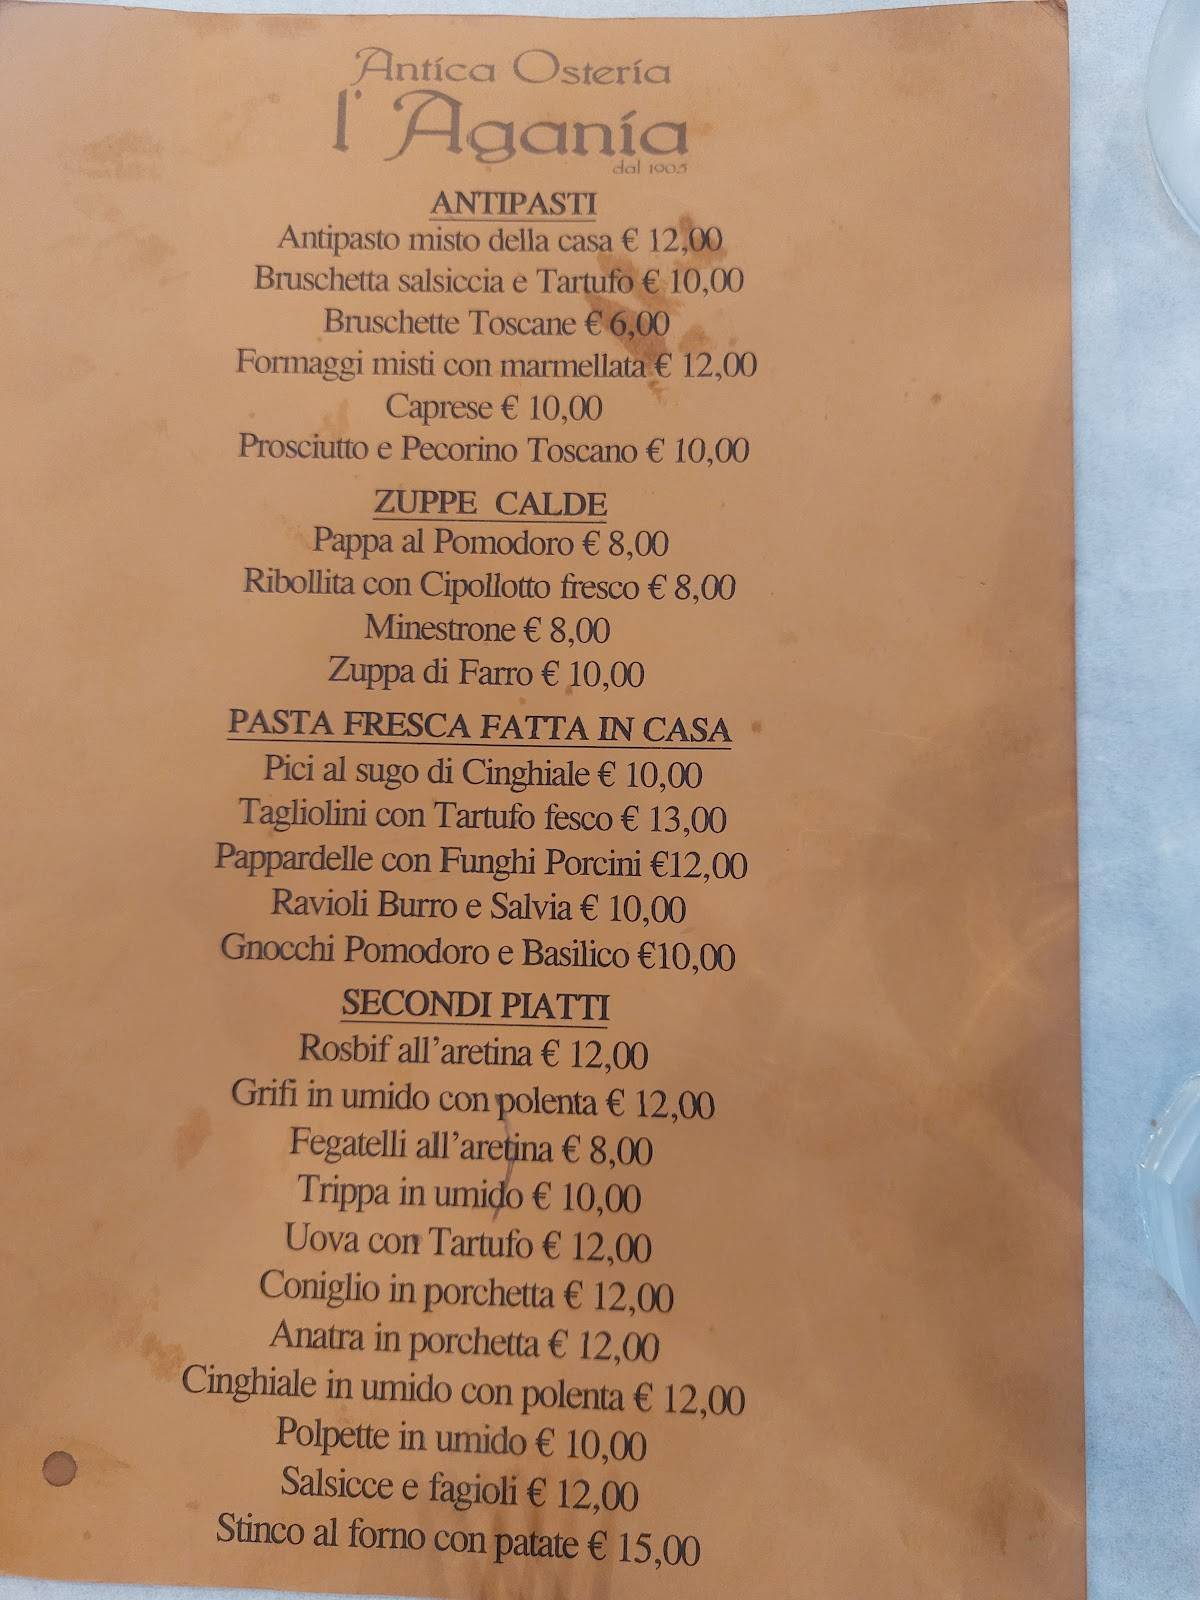 Antica Osteria
l'Agania
dal 1905
ANTIPASTI
Antipasto misto della casa € 12,00
Bruschetta salsiccia e Tartufo € 10,00
Bruschette Toscane € 6,00
Formaggi misti con marmellata € 12,00
Caprese € 10,00
Prosciutto e Pecorino Toscano € 10,00
ZUPPE CALDE
Pappa al Pomodoro € 8,00
Ribollita con Cipollotto fresco € 8,00
Minestrone € 8,00
Zuppa di Farro € 10,00
PASTA FRESCA FATTA IN CASA
Pici al sugo di Cinghiale € 10,00
Tagliolini con Tartufo fesco € 13,00
Pappardelle con Funghi Porcini €12,00
Ravioli Burro e Salvia € 10,00
Gnocchi Pomodoro e Basilico €10,00
SECONDI PIATTI
Rosbif all’aretina € 12,00
Grifi in umido con polenta € 12,00
Fegatelli all’aretina € 8,00
Trippa in umido € 10,00
Uova con Tartufo € 12,00
Coniglio in porchetta € 12,00
Anatra in porchetta € 12,00
Cinghiale in umido con polenta € 12,00
Polpette in umido € 10,00
Salsicce e fagioli € 12,00
Stinco al forno con patate € 15,00